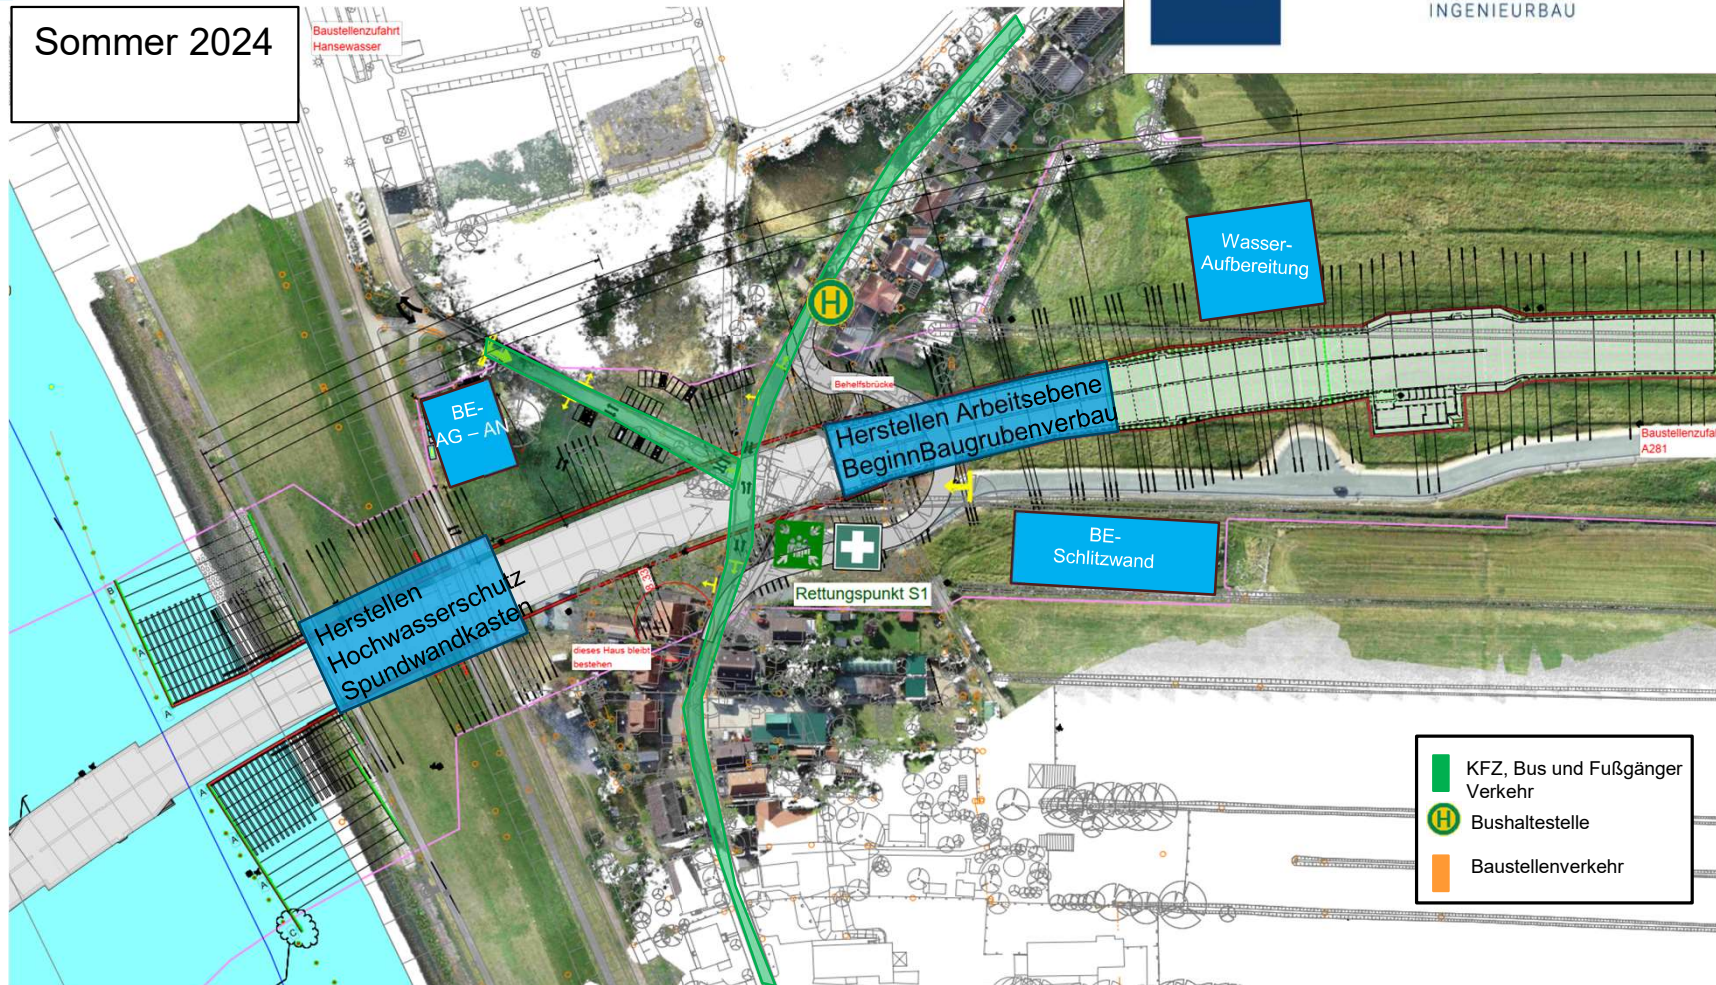 Sommer 2024
Baustellenzufahrt
Hansewasser
INGENIEURBAU
Wasser-
Aufbereitung
H
BE-
AG – AN
Behelfsbrücke
Herstellen Arbeitsebene
BeginnBaugrubenverbau
A281
BE-
Schlitzwand
Rettungspunkt S1
Herstellen
Hochwasserschutz
Spundwandkasten
dieses Haus bleibt
bestehen
B
A
A
A
A
A
A
C
KFZ, Bus und Fußgänger
Verkehr
H
Bushaltestelle
Baustellenverkehr